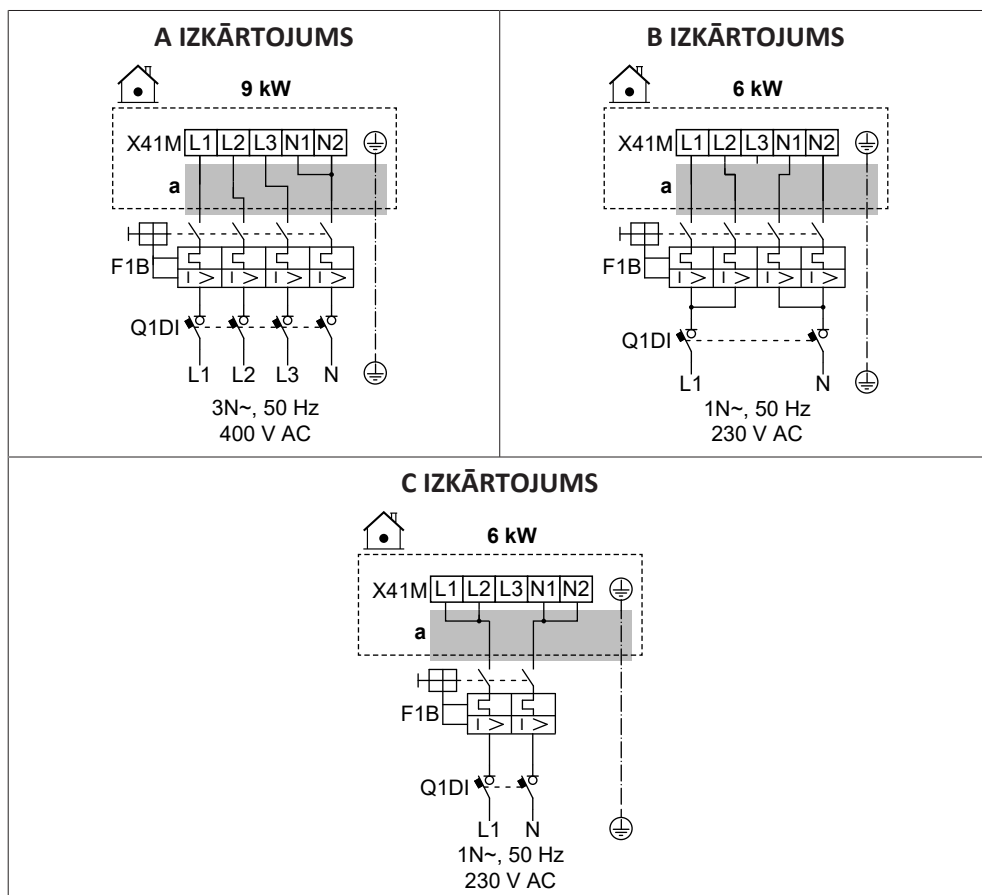 A IZKĀRTOJUMS
9 kW
X41M L1 L2 L3 N1 N2
a
F1B
I > I > I > I >
Q1DI
L1 L2 L3 N
3N~, 50 Hz
400 V AC
B IZKĀRTOJUMS
6 kW
X41M L1 L2 L3 N1 N2
a
F1B
I > I > I > I >
Q1DI
L1 N
1N~, 50 Hz
230 V AC
C IZKĀRTOJUMS
6 kW
X41M L1 L2 L3 N1 N2
a
F1B
I > I >
Q1DI
L1 N
1N~, 50 Hz
230 V AC